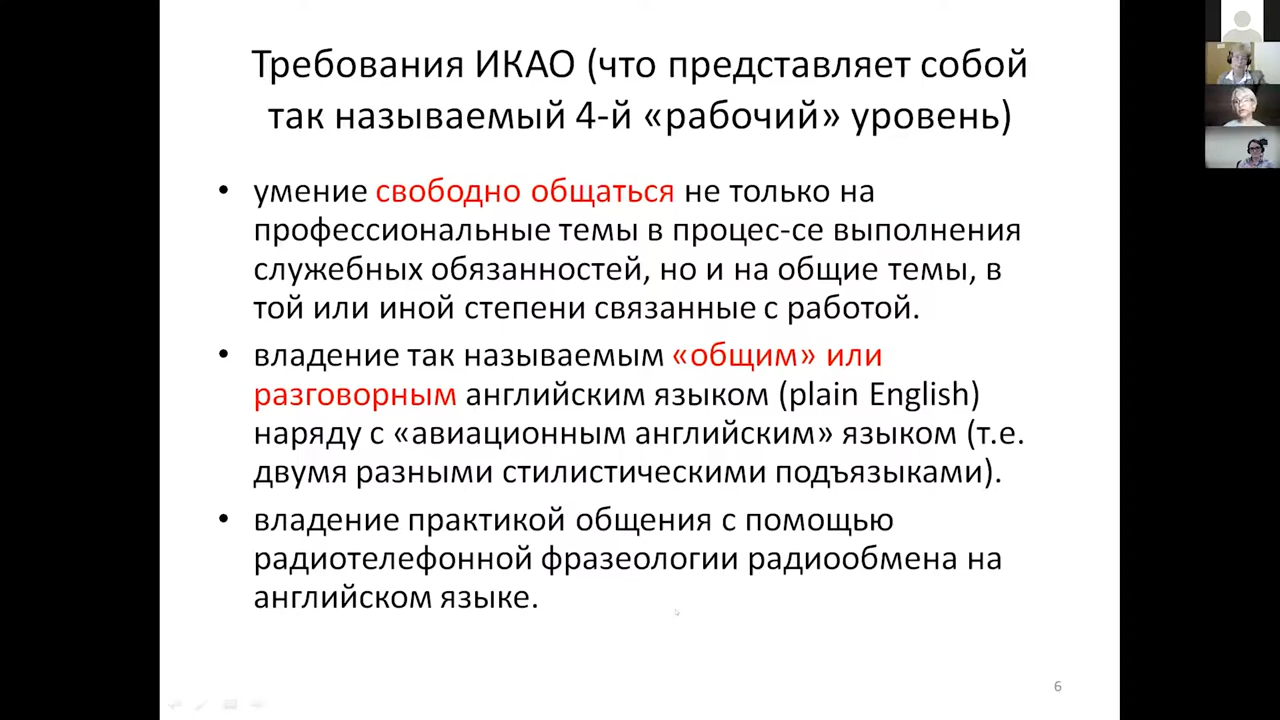 Требования ИКАО (что представляет собой
так называемый 4-й «рабочий» уровень)
• умение свободно общаться не только на
профессиональные темы в процес-се выполнения
служебных обязанностей, но и на общие темы, в
той или иной степени связанные с работой.
• владение так называемым «общим» или
разговорным английским языком (plain English)
наряду с «авиационным английским» языком (т.е.
двумя разными стилистическими подъязыками).
• владение практикой общения с помощью
радиотелефонной фразеологии радиообмена на
английском языке.
6